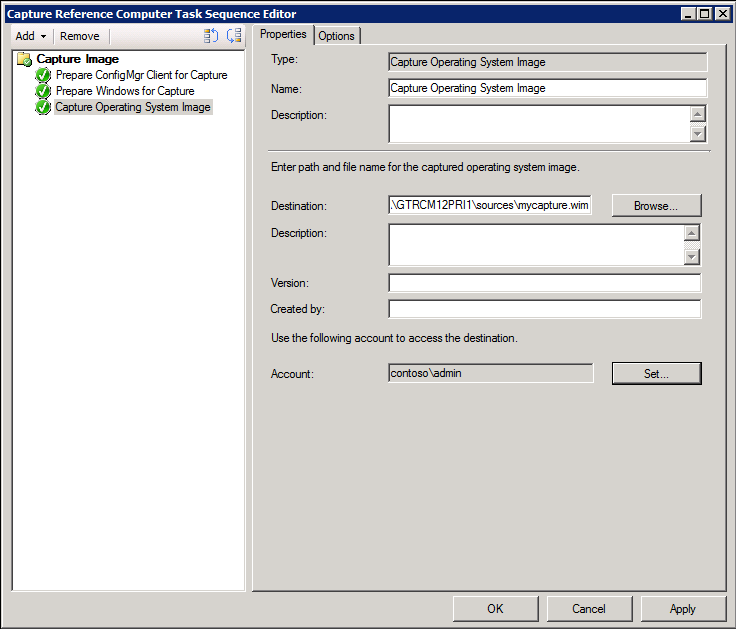 Capture Reference Computer Task Sequence Editor
Add Remove
Capture Image
Prepare ConfigMgr Client for Capture
Prepare Windows for Capture
Capture Operating System Image
Properties Options
Type: Capture Operating System Image
Name: Capture Operating System Image
Description:
Enter path and file name for the captured operating system image.
Destination: .\GTRCM12PRI1\sources\mycapture.wim Browse...
Description:
Version:
Created by:
Use the following account to access the destination.
Account: contoso\admin Set...
OK Cancel Apply